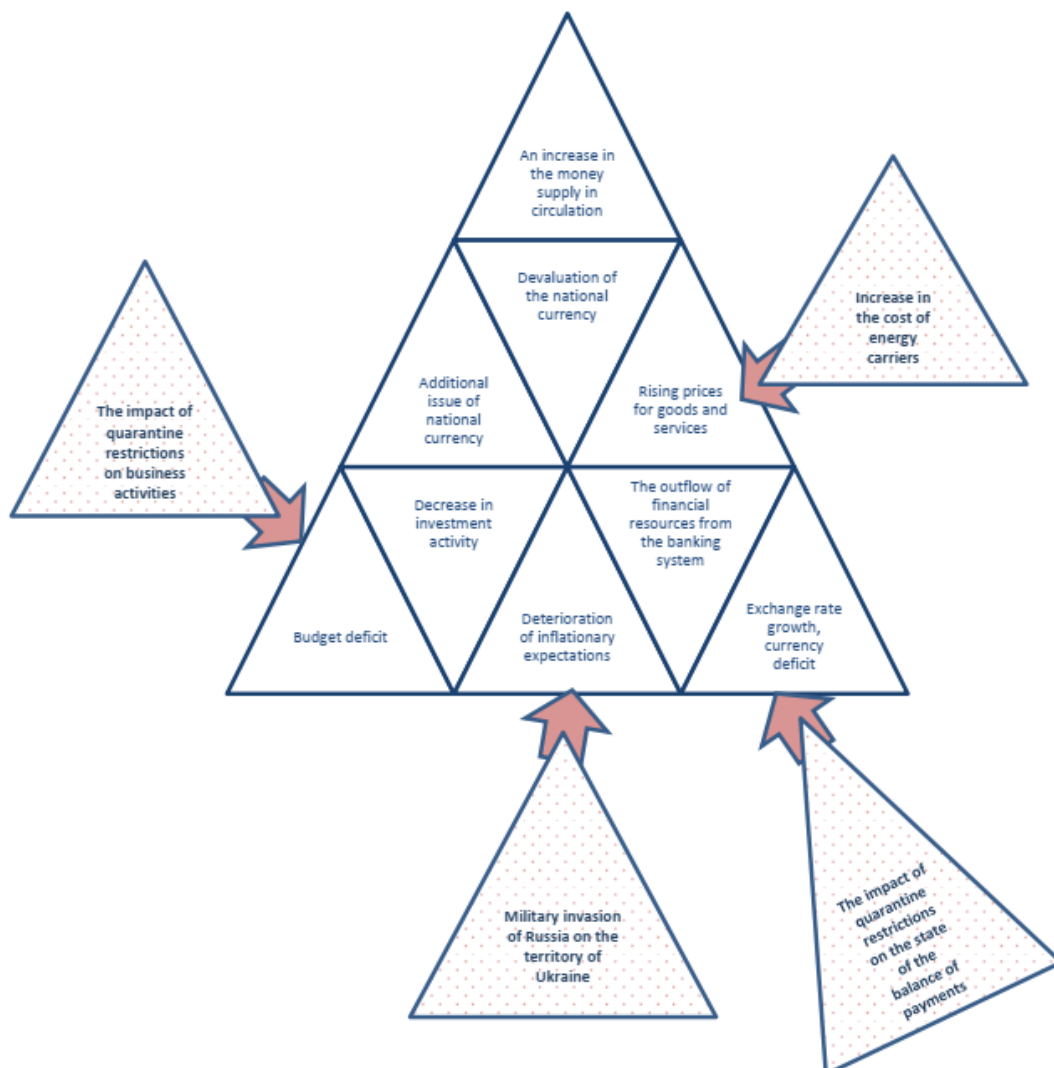 An increase in
the money
supply in
circulation
Devaluation of
the national
currency
Increase in
the cost of
energy
carriers
The impact of
quarantine
restrictions
on business
activities
Additional
issue of
national
currency
Rising prices
for goods and
services
Decrease in
investment
activity
The outflow of
financial
resources from
the banking
system
Budget deficit
Deterioration
of inflationary
expectations
Exchange rate
growth,
currency
deficit
Military invasion
of Russia on the
territory of
Ukraine
The impact of
quarantine
restrictions
on the state
of the
balance of
payments